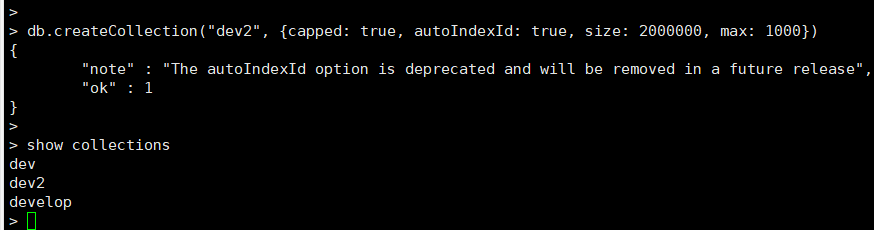 >
> db.createCollection("dev2", {capped: true, autoIndexId: true, size: 2000000, max: 1000})
{
        "note" : "The autoIndexId option is deprecated and will be removed in a future release",
        "ok" : 1
}
>
> show collections
dev
dev2
develop
>